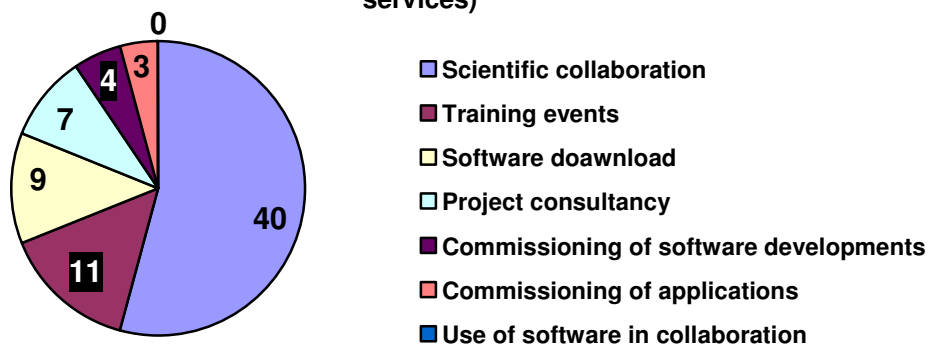 services)
0
3
4
7
9
11
40
Scientific collaboration
Training events
Software doawnload
Project consultancy
Commissioning of software developments
Commissioning of applications
Use of software in collaboration